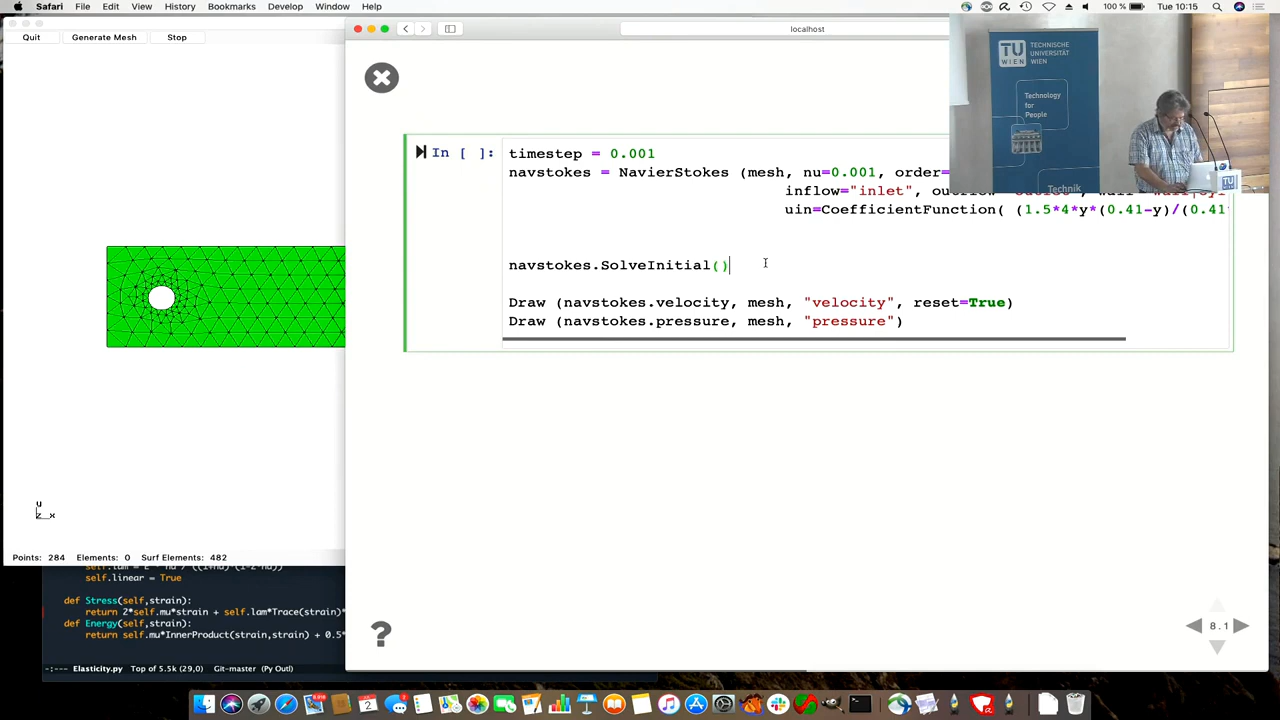 Safari File Edit View History Bookmarks Develop Window Help
100 % Tue 10:15
Quit Generate Mesh Stop
localhost
TU WIEN
TECHNISCHE UNIVERSITÄT WIEN
Technology for People
Technik
TU
In [ ]:
timestep = 0.001
navstokes = NavierStokes (mesh, nu=0.001, order=
inflow="inlet",
uin=CoefficientFunction( (1.5*4*y*(0.41-y)/(0.41
navstokes.SolveInitial()
Draw (navstokes.velocity, mesh, "velocity", reset=True)
Draw (navstokes.pressure, mesh, "pressure")
Points: 284 Elements: 0 Surf Elements: 482
self.linear = True
def Stress(self,strain):
return 2*self.mu*strain + self.lam*Trace(strain)*
def Energy(self,strain):
return self.mu*InnerProduct(strain,strain) + 0.5*
-:--- Elasticity.py Top of 5.5k (29,0) Git-master (Py Outl)
?
8.1